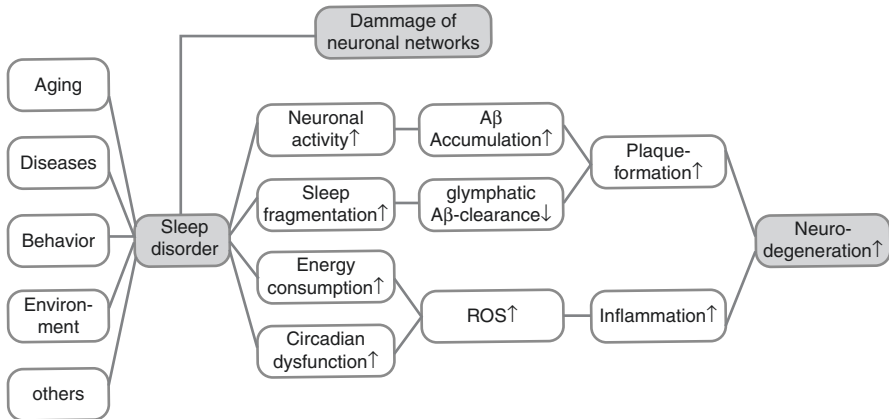 Dammage of
neuronal networks
Aging
Diseases
Behavior
Environ-
ment
others
Sleep
disorder
Neuronal
activity↑
Sleep
fragmentation↑
Energy
consumption↑
Circadian
dysfunction↑
Aβ
Accumulation↑
glymphatic
Aβ-clearance↓
ROS↑
Plaque-
formation↑
Inflammation↑
Neuro-
degeneration↑